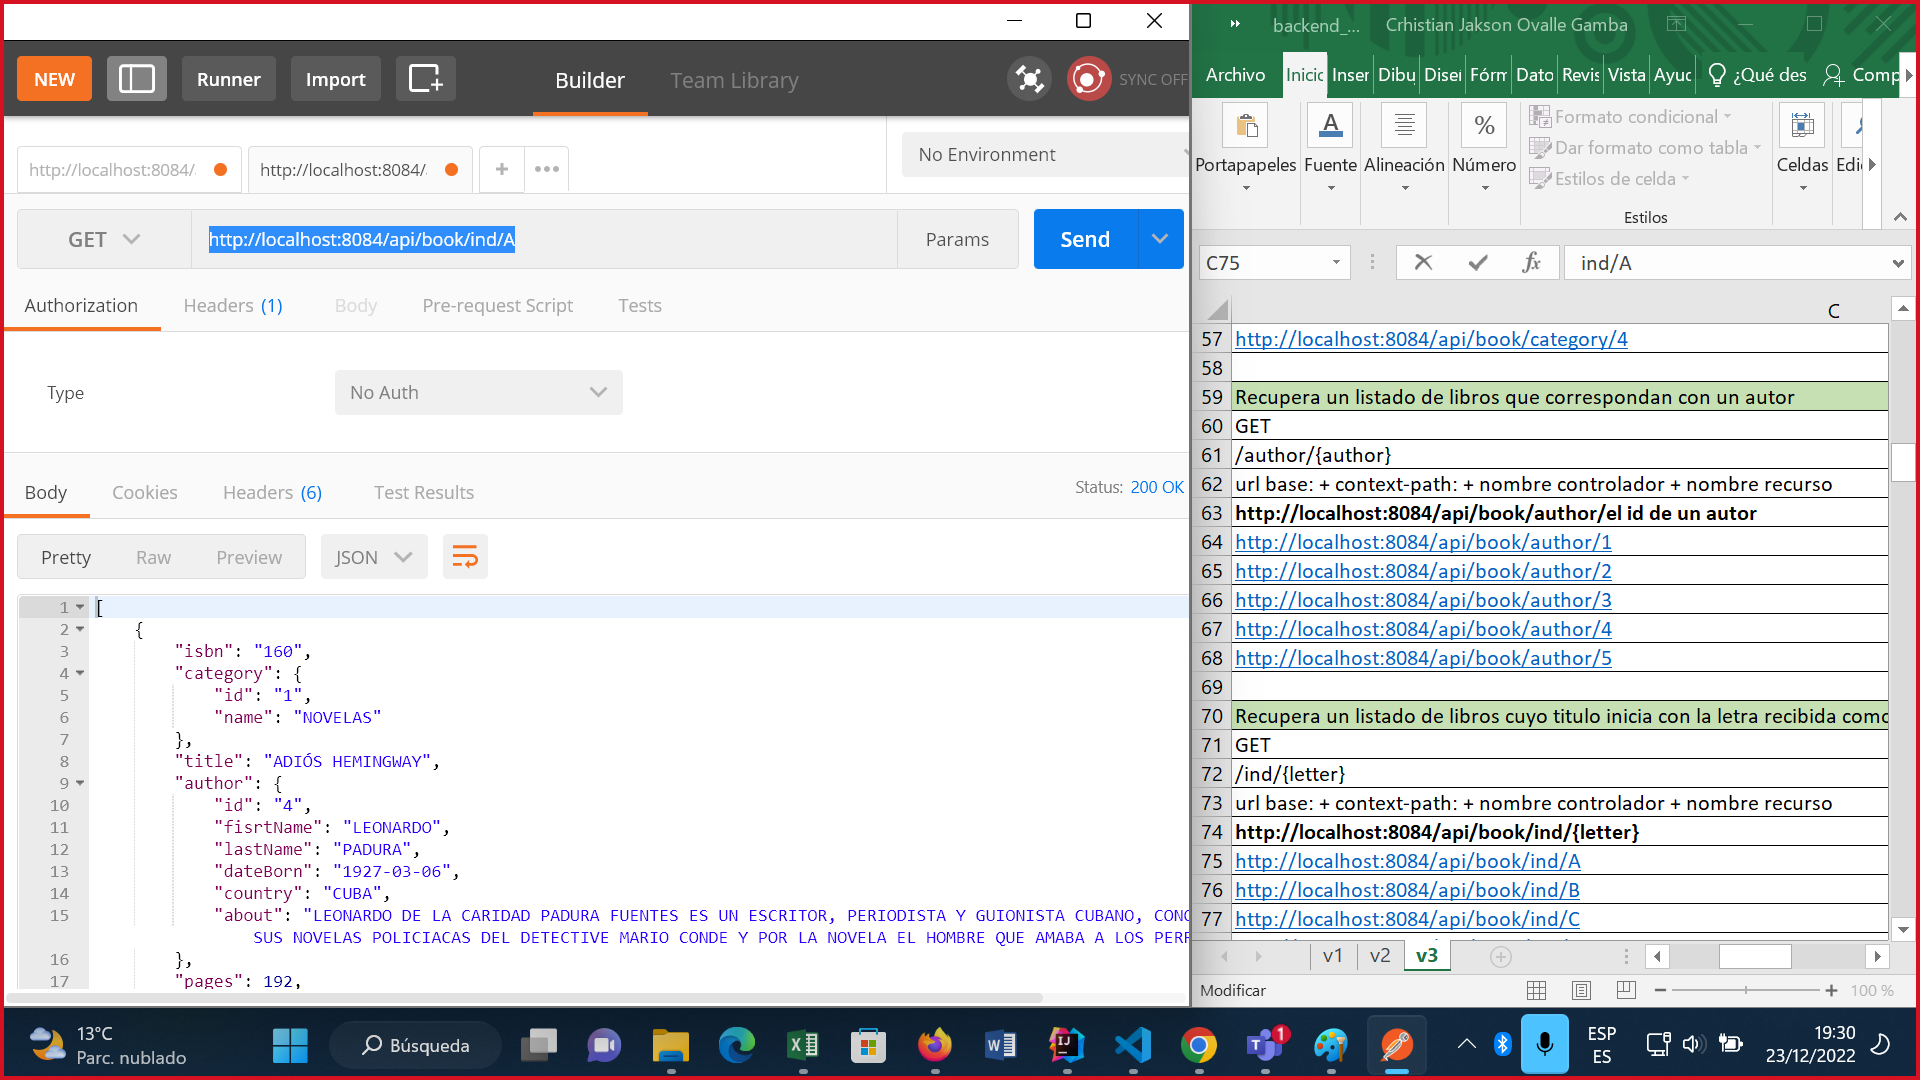 NEW
Runner
Import
Builder
Team Library
SYNC OFF
http://localhost:8084/
http://localhost:8084/
+
No Environment
GET
http://localhost:8084/api/book/ind/A
Params
Send
Authorization
Headers (1)
Body
Pre-request Script
Tests
Type
No Auth
Body
Cookies
Headers (6)
Test Results
Status: 200 OK
Pretty
Raw
Preview
JSON
1 [
2 {
3 "isbn": "160",
4 "category": {
5 "id": "1",
6 "name": "NOVELAS"
7 },
8 "title": "ADIÓS HEMINGWAY",
9 "author": {
10 "id": "4",
11 "fisrtName": "LEONARDO",
12 "lastName": "PADURA",
13 "dateBorn": "1927-03-06",
14 "country": "CUBA",
15 "about": "LEONARDO DE LA CARIDAD PADURA FUENTES ES UN ESCRITOR, PERIODISTA Y GUIONISTA CUBANO,
SUS NOVELAS POLICIACAS DEL DETECTIVE MARIO CONDE Y POR LA NOVELA EL HOMBRE QUE AMABA A LOS
16 },
17 "pages": 192,
backend_...
Crhistian Jakson Ovalle Gamba
Archivo
Inicio
Inser
Dibu
Diseñ
Fórm
Dato
Revis
Vista
Ayuc
¿Qué des
Comp
Portapapeles
Fuente
Alineación
%
Número
Formato condicional
Dar formato como tabla
Estilos de celda
Estilos
Celdas
Edic
C75
fx
ind/A
C
57 http://localhost:8084/api/book/category/4
58
59 Recupera un listado de libros que correspondan con un autor
60 GET
61 /author/{author}
62 url base: + context-path: + nombre controlador + nombre recurso
63 http://localhost:8084/api/book/author/el id de un autor
64 http://localhost:8084/api/book/author/1
65 http://localhost:8084/api/book/author/2
66 http://localhost:8084/api/book/author/3
67 http://localhost:8084/api/book/author/4
68 http://localhost:8084/api/book/author/5
69
70 Recupera un listado de libros cuyo titulo inicia con la letra recibida como
71 GET
72 /ind/{letter}
73 url base: + context-path: + nombre controlador + nombre recurso
74 http://localhost:8084/api/book/ind/{letter}
75 http://localhost:8084/api/book/ind/A
76 http://localhost:8084/api/book/ind/B
77 http://localhost:8084/api/book/ind/C
v1
v2
v3
Modificar
100 %
13°C
Parc. nublado
Búsqueda
1
ESP
ES
19:30
23/12/2022